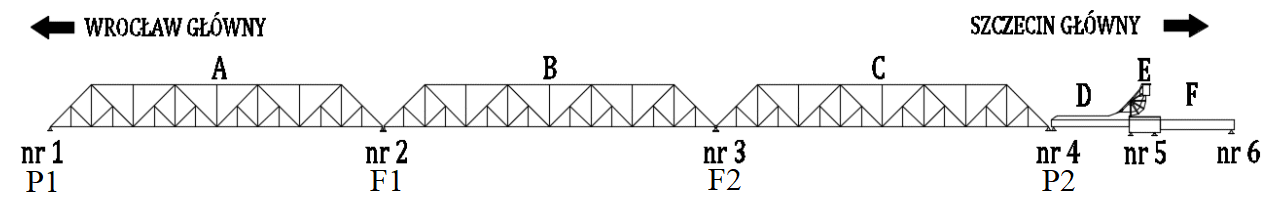 WROCŁAW GŁÓWNY SZCZECIN GŁÓWNY
A B C D E F
nr 1 nr 2 nr 3 nr 4 nr 5 nr 6
P1 F1 F2 P2